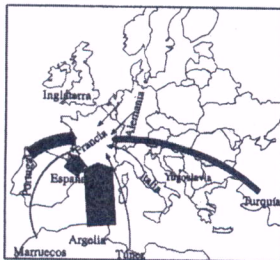 Inglaterra
Alemania
Francia
Portugal
España
Italia
Yugoslavia
Turquía
Argelia
Marruecos
Túnez